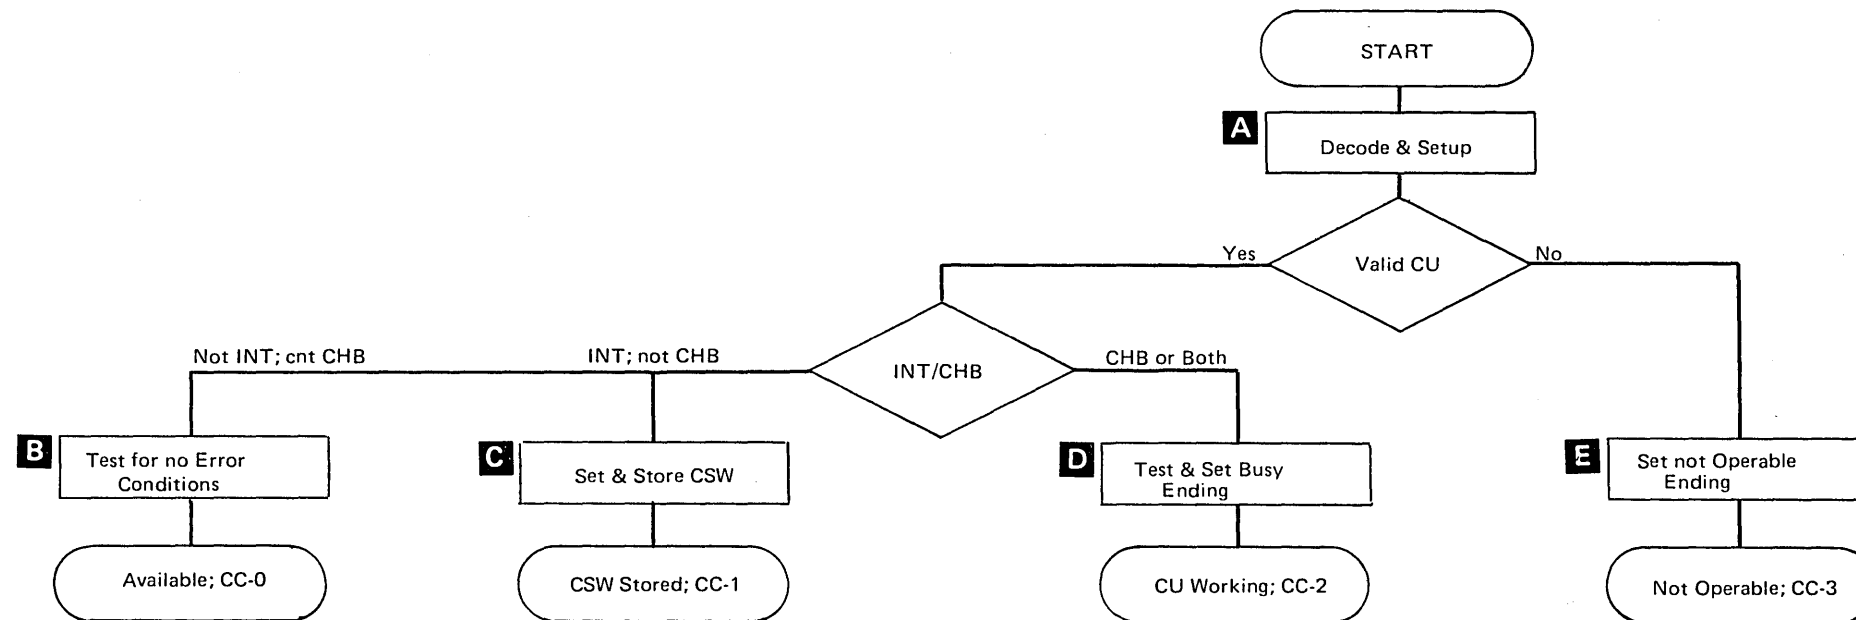 START
A
Decode & Setup
Valid CU
Yes
No
INT/CHB
Not INT; cnt CHB
INT; not CHB
CHB or Both
B
Test for no Error
Conditions
C
Set & Store CSW
D
Test & Set Busy
Ending
E
Set not Operable
Ending
Available; CC-0
CSW Stored; CC-1
CU Working; CC-2
Not Operable; CC-3